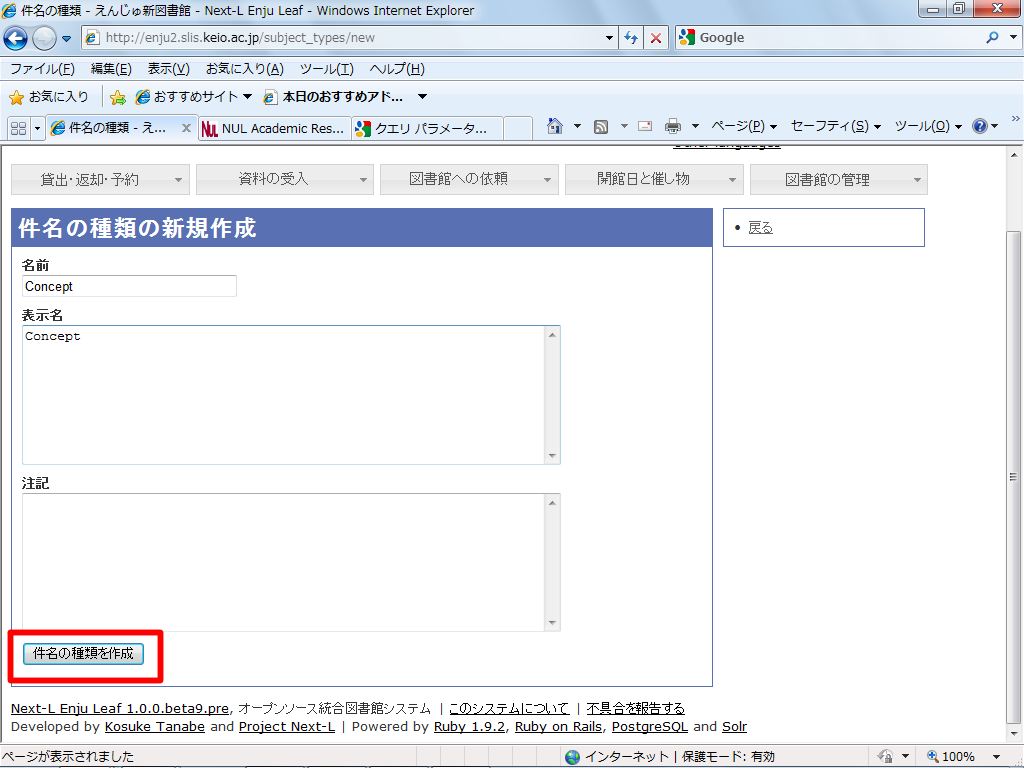 件名の種類 - えんじゅ新図書館 - Next-L Enju Leaf - Windows Internet Explorer
http://enju2.slis.keio.ac.jp/subject_types/new
Google
ファイル(F) 編集(E) 表示(V) お気に入り(A) ツール(T) ヘルプ(H)
お気に入り おすすめサイト 本日のおすすめアド...
件名の種類 - え... NUL Academic Res... クエリ パラメータ... ページ(P) セーフティ(S) ツール(O)
貸出・返却・予約 資料の受入 図書館への依頼 開館日と催し物 図書館の管理
件名の種類の新規作成
戻る
名前
Concept
表示名
Concept
注記
件名の種類を作成
Next-L Enju Leaf 1.0.0.beta9.pre, オープンソース統合図書館システム | このシステムについて | 不具合を報告する
Developed by Kosuke Tanabe and Project Next-L | Powered by Ruby 1.9.2, Ruby on Rails, PostgreSQL and Solr
ページが表示されました インターネット | 保護モード: 有効 100%